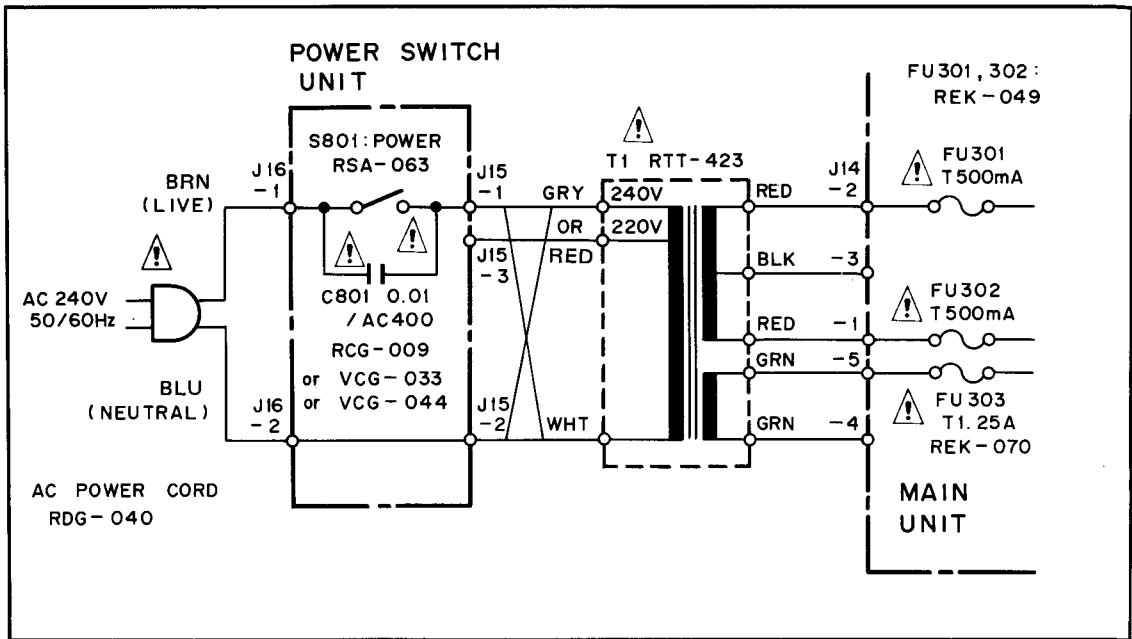 POWER SWITCH
UNIT
FU301, 302:
REK-049
S801:POWER
RSA-063
J16
-1
BRN
(LIVE)
J15
-1
GRY
240V
OR
220V
RED
J15
-3
T1 RTT-423
RED
J14
-2
FU301
T500mA
BLK
-3
AC 240V
50/60Hz
C801 0.01
/AC400
RCG-009
or VCG-033
or VCG-044
FU302
T500mA
RED
-1
GRN
-5
BLU
(NEUTRAL)
J16
-2
J15
-2
WHT
GRN
-4
FU303
T1.25A
REK-070
AC POWER CORD
RDG-040
MAIN
UNIT
!
!
!
!
!
!
!